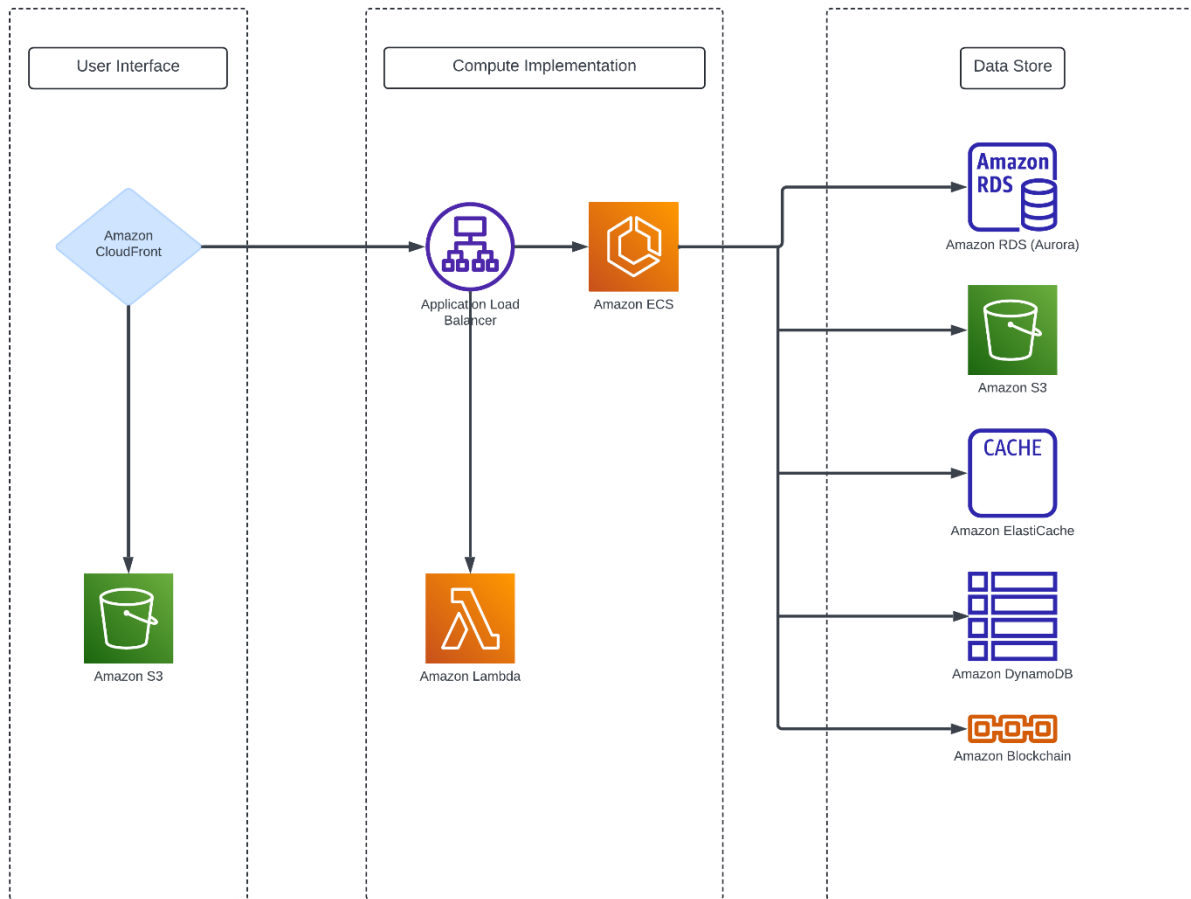 User Interface
Compute Implementation
Data Store
Amazon
CloudFront
Application Load
Balancer
Amazon ECS
Amazon
RDS
Amazon RDS (Aurora)
Amazon S3
CACHE
Amazon ElastiCache
Amazon S3
Amazon Lambda
Amazon DynamoDB
Amazon Blockchain